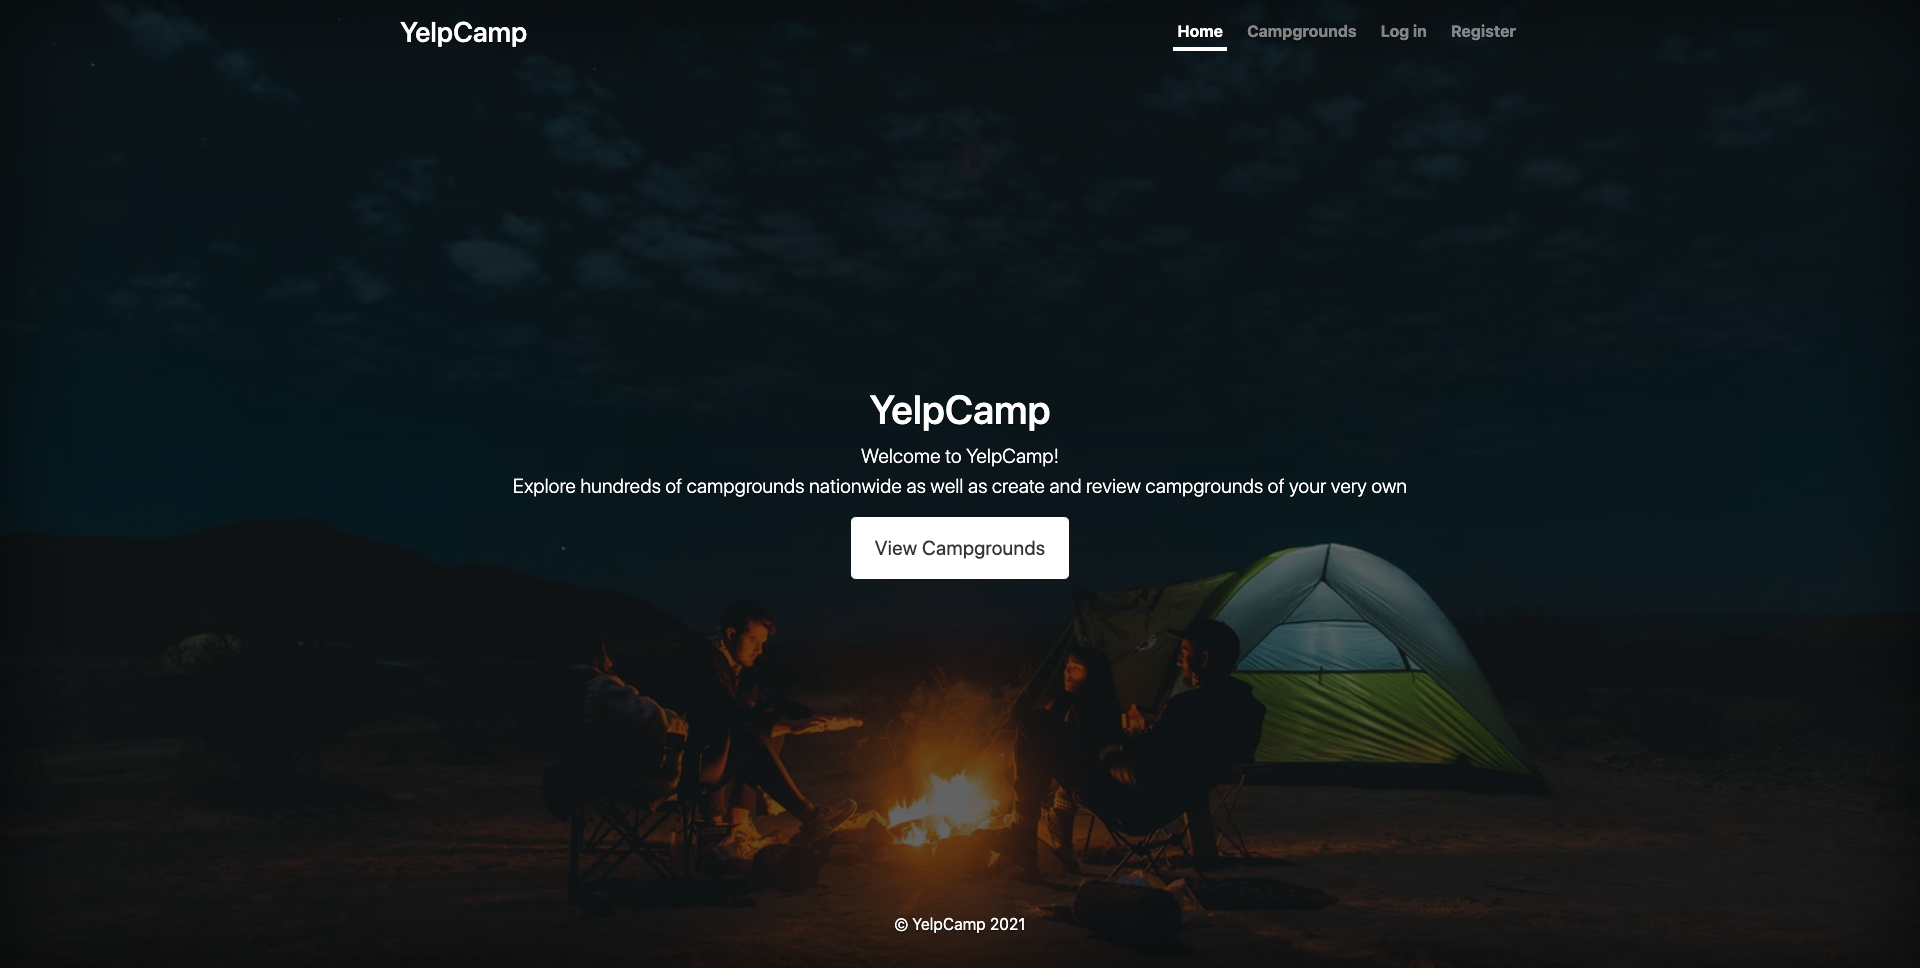 YelpCamp
Home Campgrounds Log in Register
YelpCamp
Welcome to YelpCamp!
Explore hundreds of campgrounds nationwide as well as create and review campgrounds of your very own
View Campgrounds
© YelpCamp 2021